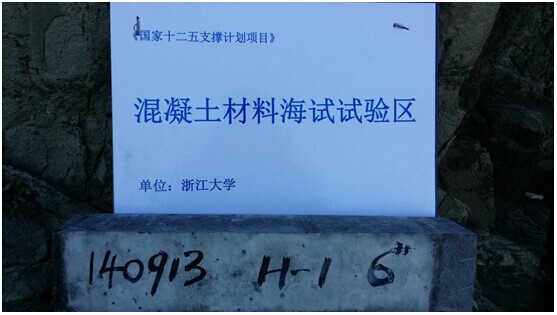 《国家十二五支撑计划项目》
混凝土材料海试试验区
单位：浙江大学
140913 H-1 6#